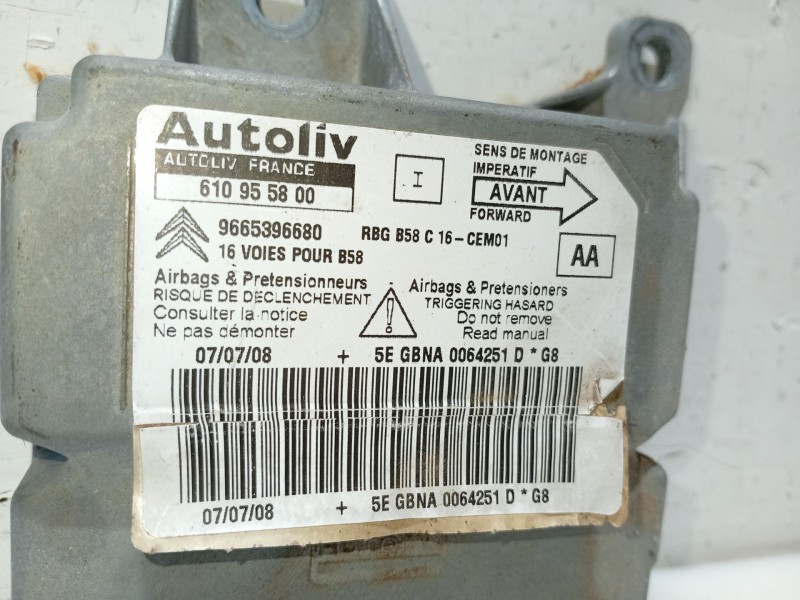 Autoliv
AUTOLIV FRANCE
610 95 58 00
I
SENS DE MONTAGE
IMPERATIF
AVANT
FORWARD
9665396680 RBG B58 C 16-CEM01
16 VOIES POUR B58
AA
Airbags & Pretensionneurs
RISQUE DE DECLENCHEMENT
Consulter la notice
Ne pas démonter
Airbags & Pretensioners
TRIGGERING HASARD
Do not remove
Read manual
07/07/08 + 5E GBNA 0064251 D * G8
07/07/08 + 5E GBNA 0064251 D * G8